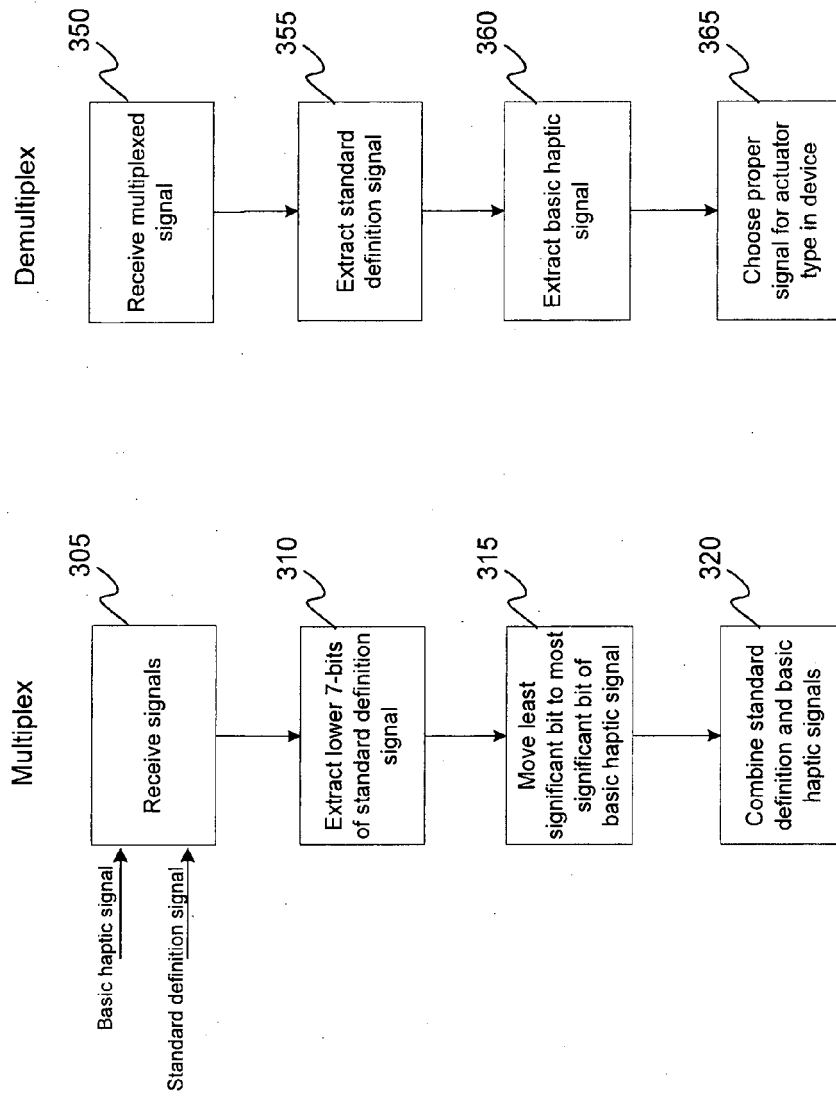 Multiplex
Basic haptic signal
Standard definition signal
305
Receive signals
310
Extract lower 7-bits
of standard definition
signal
315
Move least
significant bit to most
significant bit of
basic haptic signal
320
Combine standard
definition and basic
haptic signals
Demultiplex
350
Receive multiplexed
signal
355
Extract standard
definition signal
360
Extract basic haptic
signal
365
Choose proper
signal for actuator
type in device